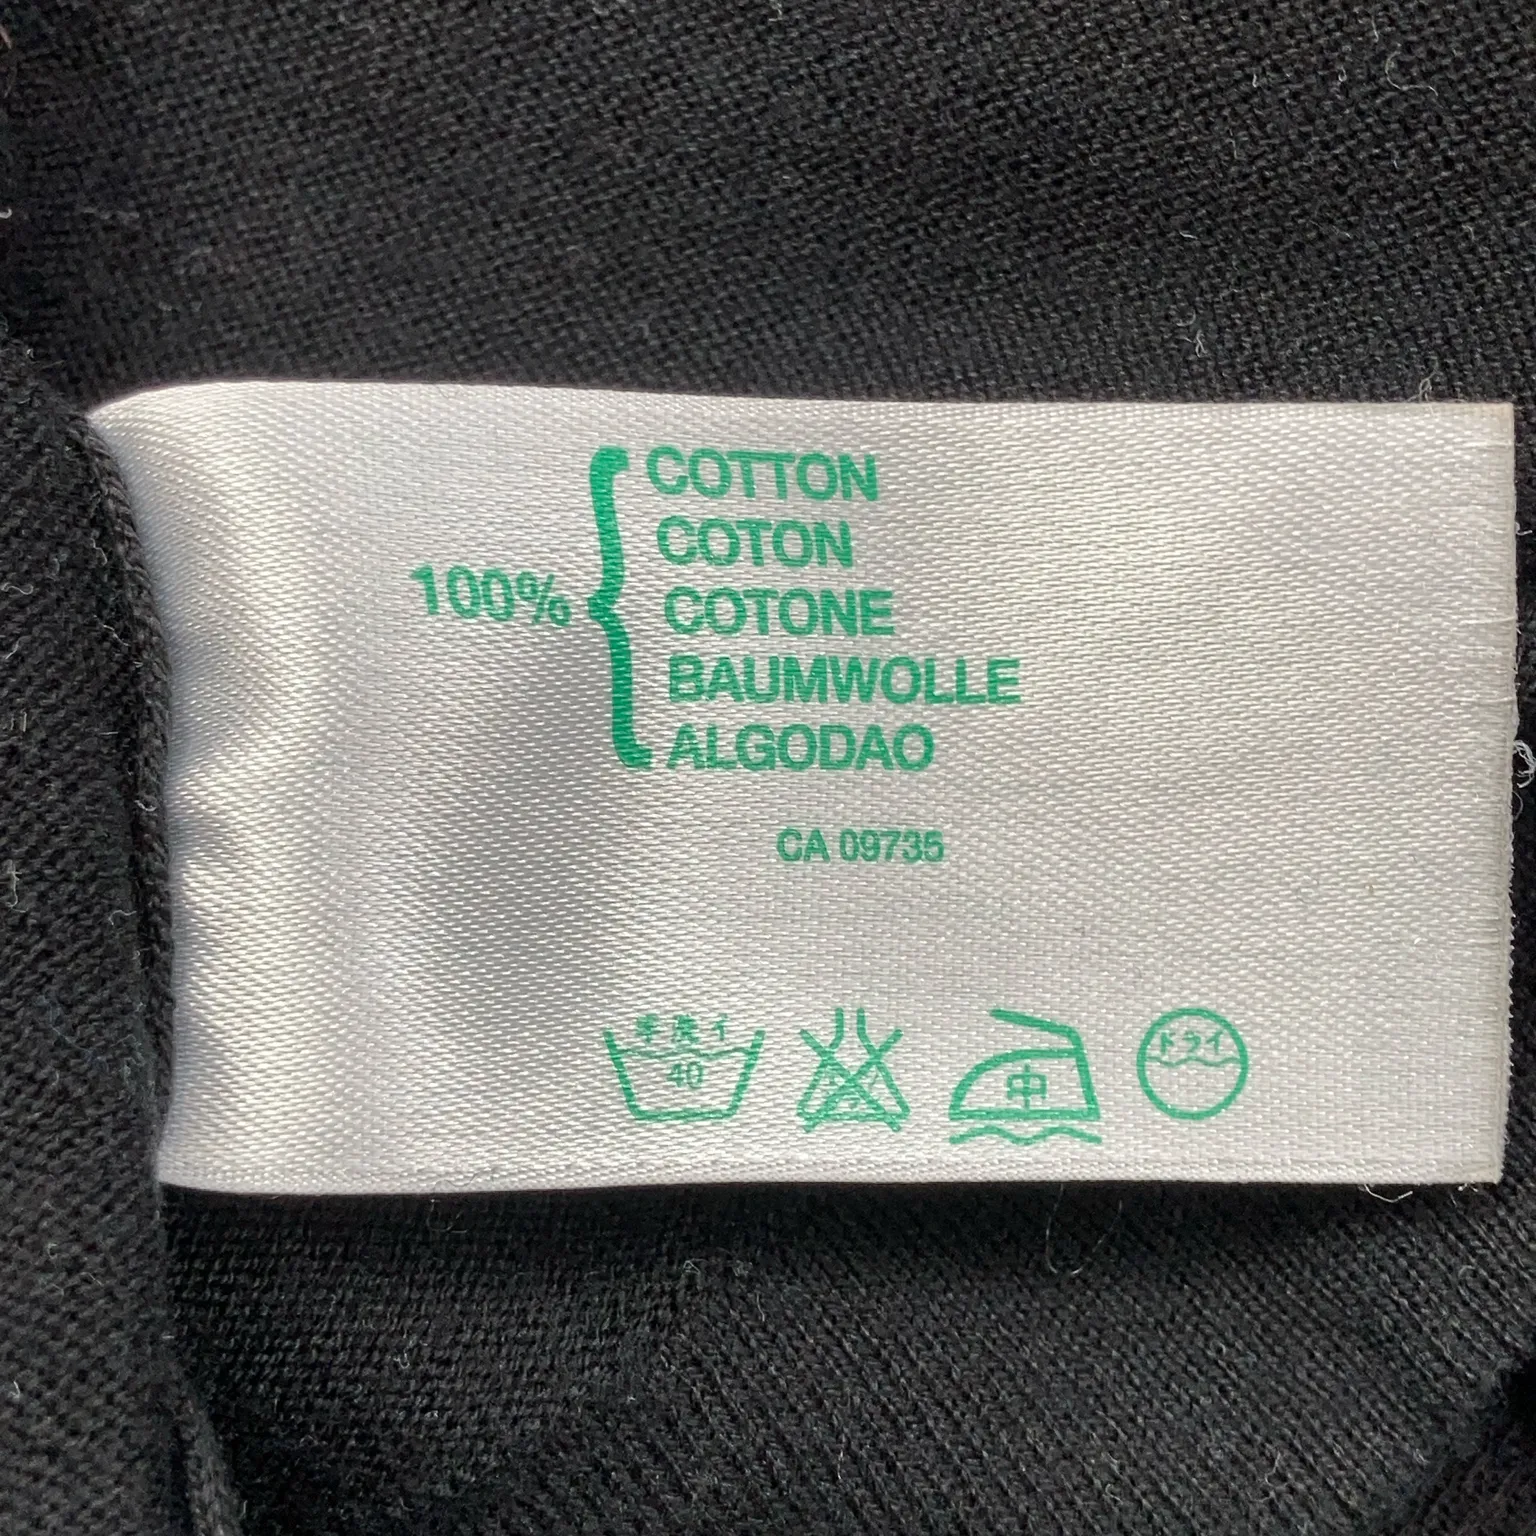 100%
COTTON
COTON
COTONE
BAUMWOLLE
ALGODAO
CA 09735
手洗イ
40
中
ドライ